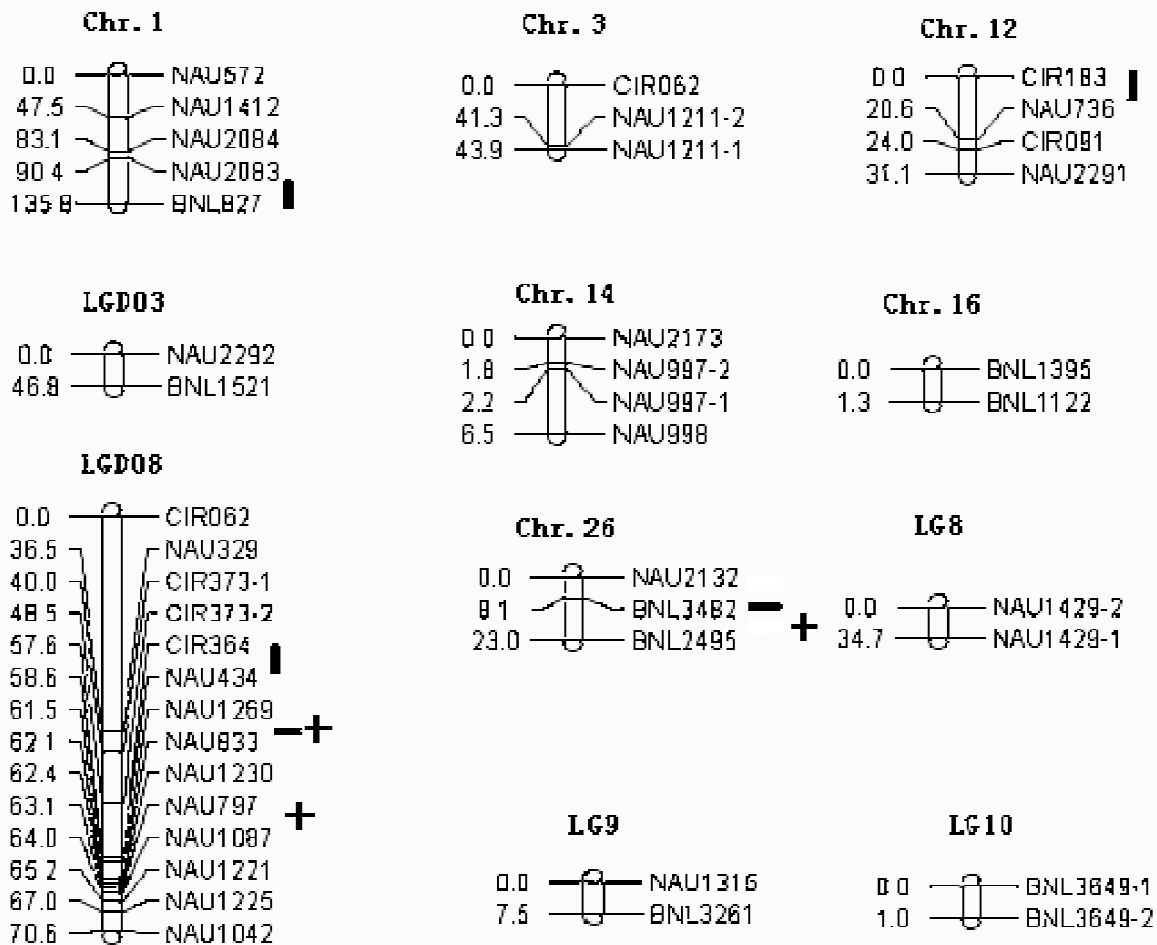 Chr. 1
0.0 NAU572
47.5 NAU1412
83.1 NAU2084
90.4 NAU2083
135.8 BNL827
Chr. 3
0.0 CIR062
41.3 NAU1211-2
43.9 NAU1211-1
Chr. 12
0.0 CIR183
20.6 NAU736
24.0 CIR091
31.1 NAU2291
LGD03
0.0 NAU2292
46.8 BNL1521
Chr. 14
0.0 NAU2173
1.8 NAU997-2
2.2 NAU997-1
6.5 NAU998
Chr. 16
0.0 BNL1395
1.3 BNL1122
LGD08
0.0 CIR062
36.5 NAU329
40.0 CIR373-1
48.5 CIR373-2
57.6 CIR364
58.6 NAU434
61.5 NAU1269
62.1 NAU833 −+
62.4 NAU1230
63.1 NAU797 +
64.0 NAU1087
65.2 NAU1221
67.0 NAU1225
70.6 NAU1042
Chr. 26
0.0 NAU2132
8.1 BNL3482 −
23.0 BNL2495 +
LG8
0.0 NAU1429-2
34.7 NAU1429-1
LG9
0.0 NAU1316
7.5 BNL3261
LG10
0.0 BNL3649-1
1.0 BNL3649-2